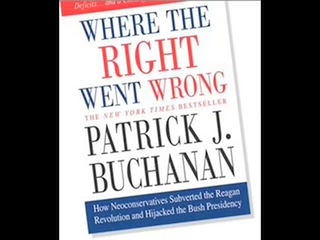 Deficits
WHERE THE
RIGHT
WENT WRONG
THE NEW YORK TIMES BESTSELLER
PATRICK J.
BUCHANAN
How Neoconservatives Subverted the Reagan
Revolution and Hijacked the Bush Presidency